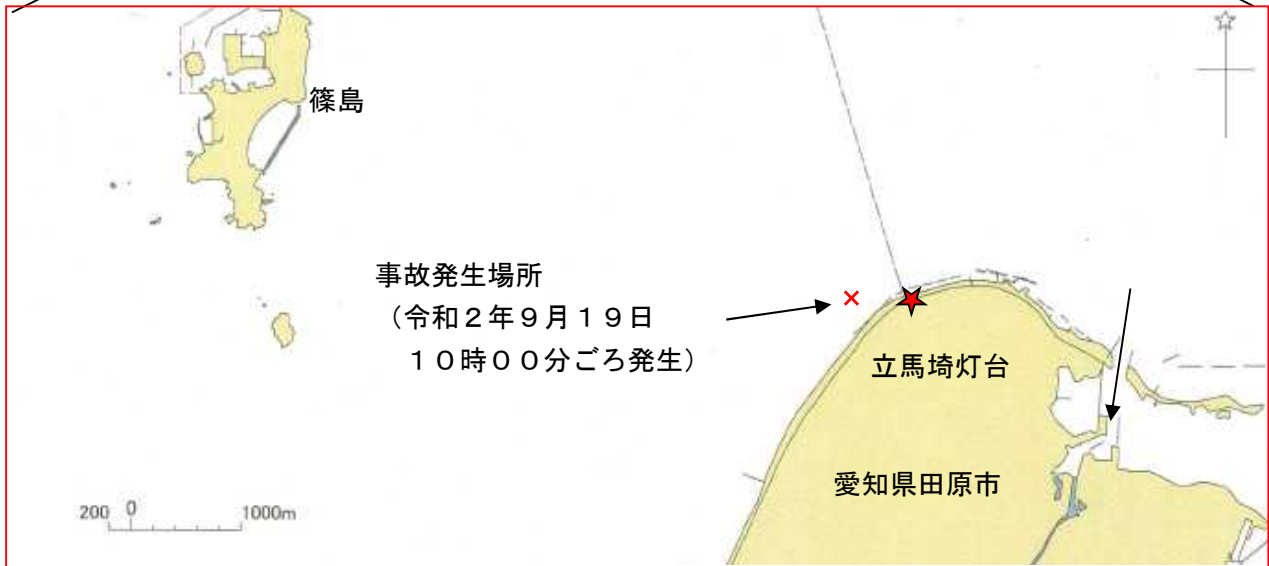 篠島
事故発生場所
（令和２年９月１９日
１０時００分ごろ発生）
立馬埼灯台
愛知県田原市
200 0 1000m